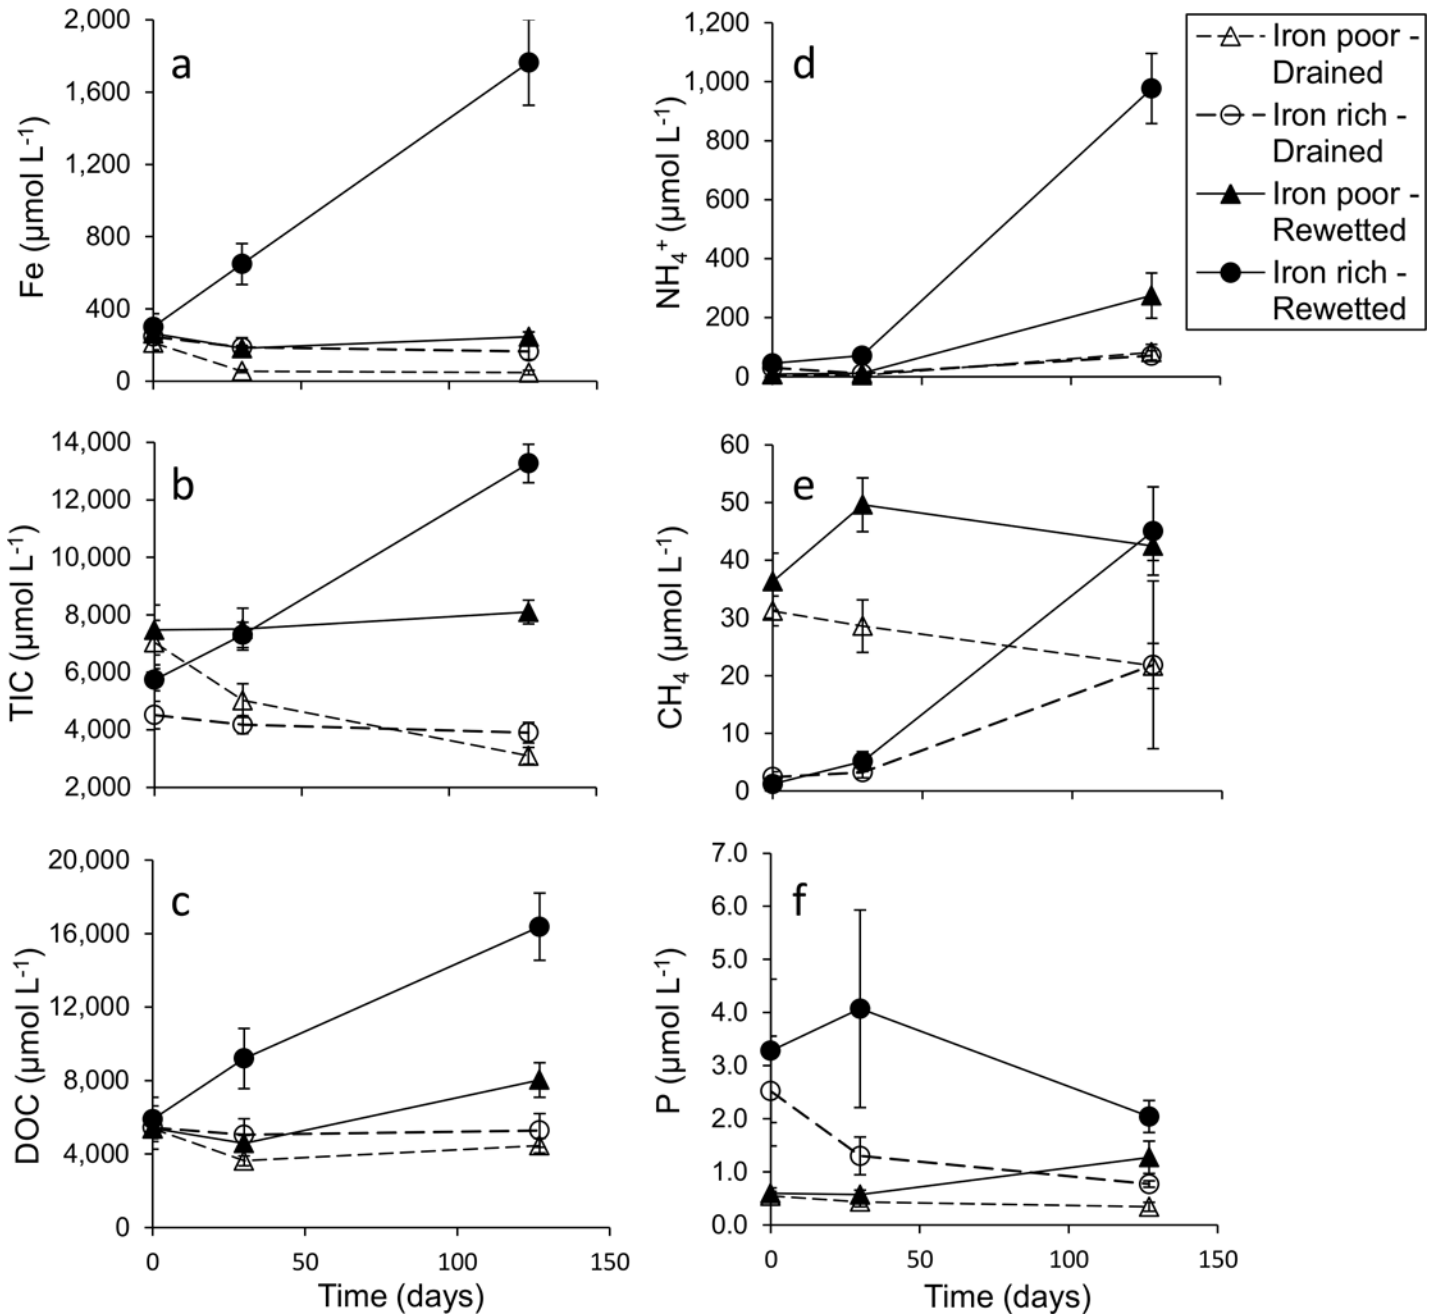 a
2,000
1,600
1,200
800
400
0
Fe (µmol L⁻¹)
d
1,200
1,000
800
600
400
200
0
NH₄⁺ (µmol L⁻¹)
Iron poor -
Drained
Iron rich -
Drained
Iron poor -
Rewetted
Iron rich -
Rewetted
b
14,000
12,000
10,000
8,000
6,000
4,000
2,000
TIC (µmol L⁻¹)
e
60
50
40
30
20
10
0
CH₄ (µmol L⁻¹)
c
20,000
16,000
12,000
8,000
4,000
0
DOC (µmol L⁻¹)
0 50 100 150
Time (days)
f
7.0
6.0
5.0
4.0
3.0
2.0
1.0
0.0
P (µmol L⁻¹)
0 50 100 150
Time (days)